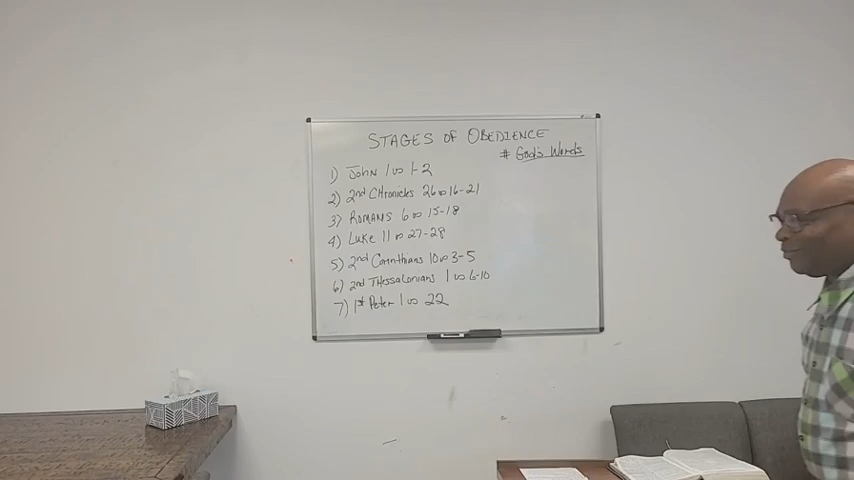 STAGES OF OBEDIENCE
# God's Words
1) John 1 vs 1-2
2) 2nd Chronicles 26 vs 16-21
3) ROMANS 6 vs 15-18
4) Luke 11 vs 27-28
5) 2nd Corinthians 10 vs 3-5
6) 2nd Thessalonians 1 vs 6-10
7) 1st Peter 1 vs 22